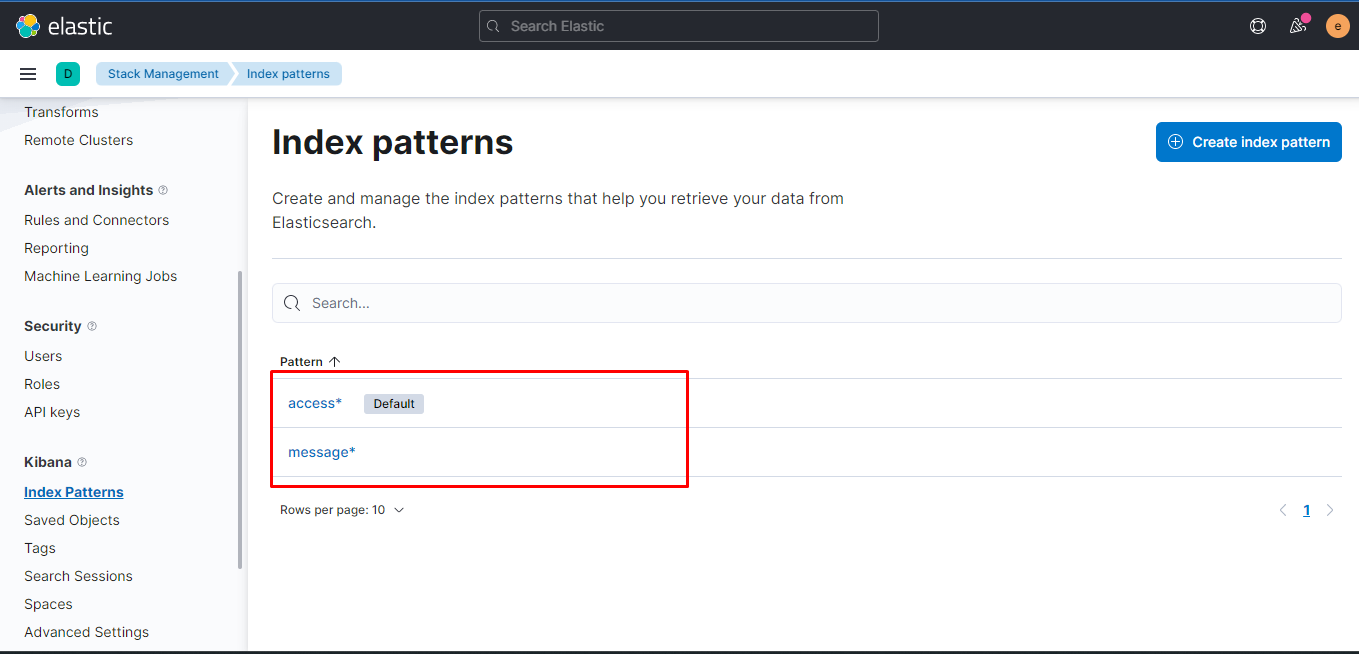 elastic
Search Elastic
e
D
Stack Management
Index patterns
Transforms
Remote Clusters
Alerts and Insights
Rules and Connectors
Reporting
Machine Learning Jobs
Security
Users
Roles
API keys
Kibana
Index Patterns
Saved Objects
Tags
Search Sessions
Spaces
Advanced Settings
Index patterns
Create index pattern
Create and manage the index patterns that help you retrieve your data from
Elasticsearch.
Search...
Pattern
access* Default
message*
Rows per page: 10
1